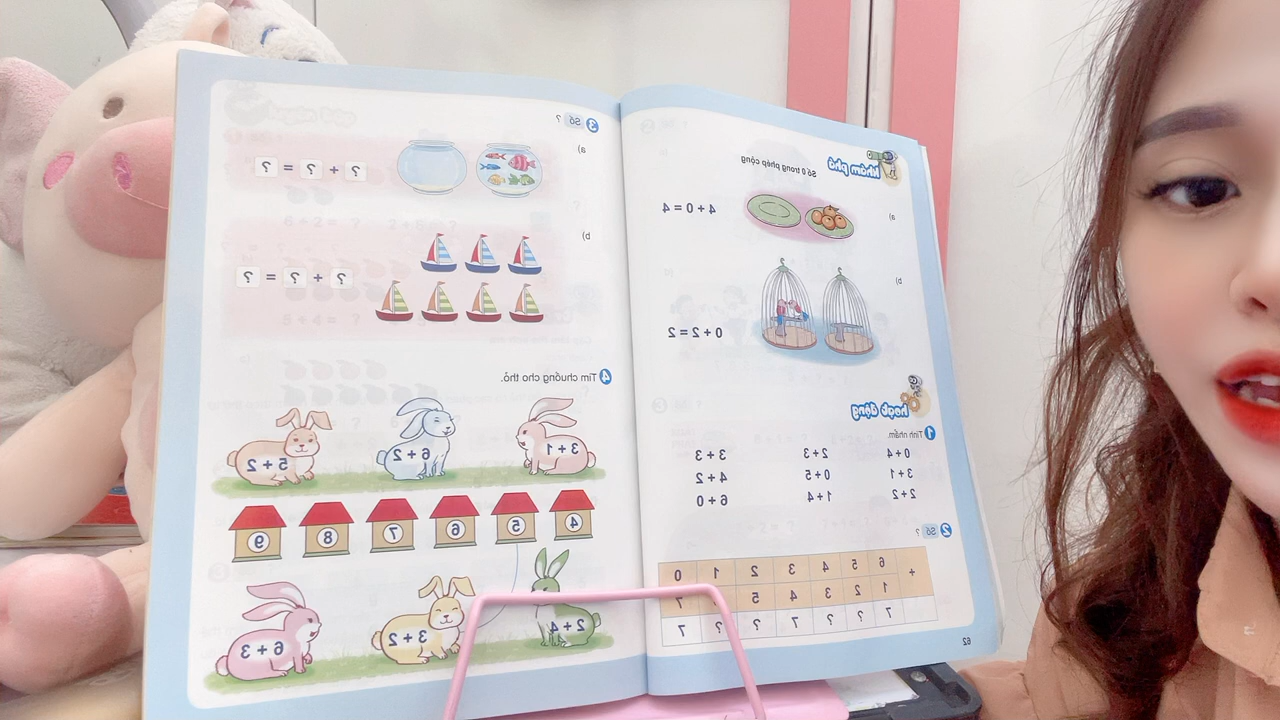 Khám phá
Số 0 trong phép cộng
a)
4 + 0 = 4
b)
0 + 2 = 2
hoạt động
1 Tính nhẩm.
0 + 4 2 + 3 3 + 3
3 + 1 0 + 5 4 + 2
2 + 2 1 + 4 6 + 0
2 Số ?
+ 6 5 4 3 2 1 0
1 2 3 4 5 7
7 ? ? 7 ? ? 7
62
3 Số ?
a)
? + ? = ?
b)
? + ? = ?
4 Tìm chuồng cho thỏ.
3 + 1 6 + 2 5 + 2
4 5 6 7 8 9
2 + 4 3 + 2 6 + 3